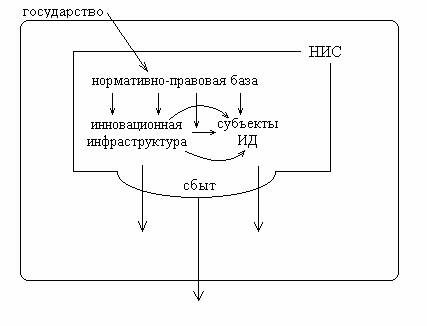 государство
НИС
нормативно-правовая база
инновационная
инфраструктура
субъекты
ИД
сбыт